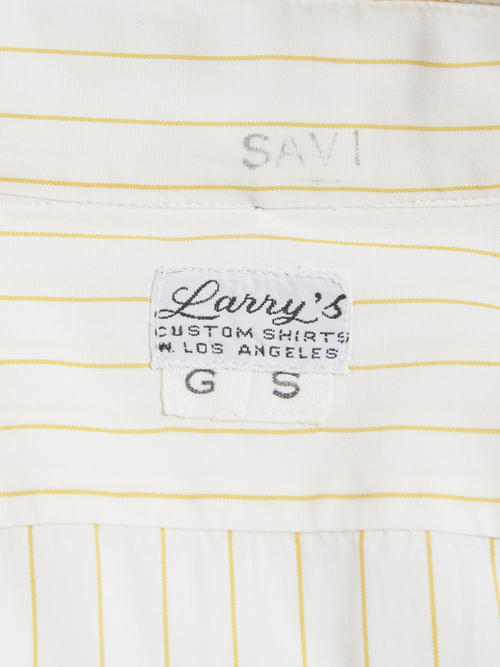 SAVI
Larry's
CUSTOM SHIRTS
W. LOS ANGELES
G S